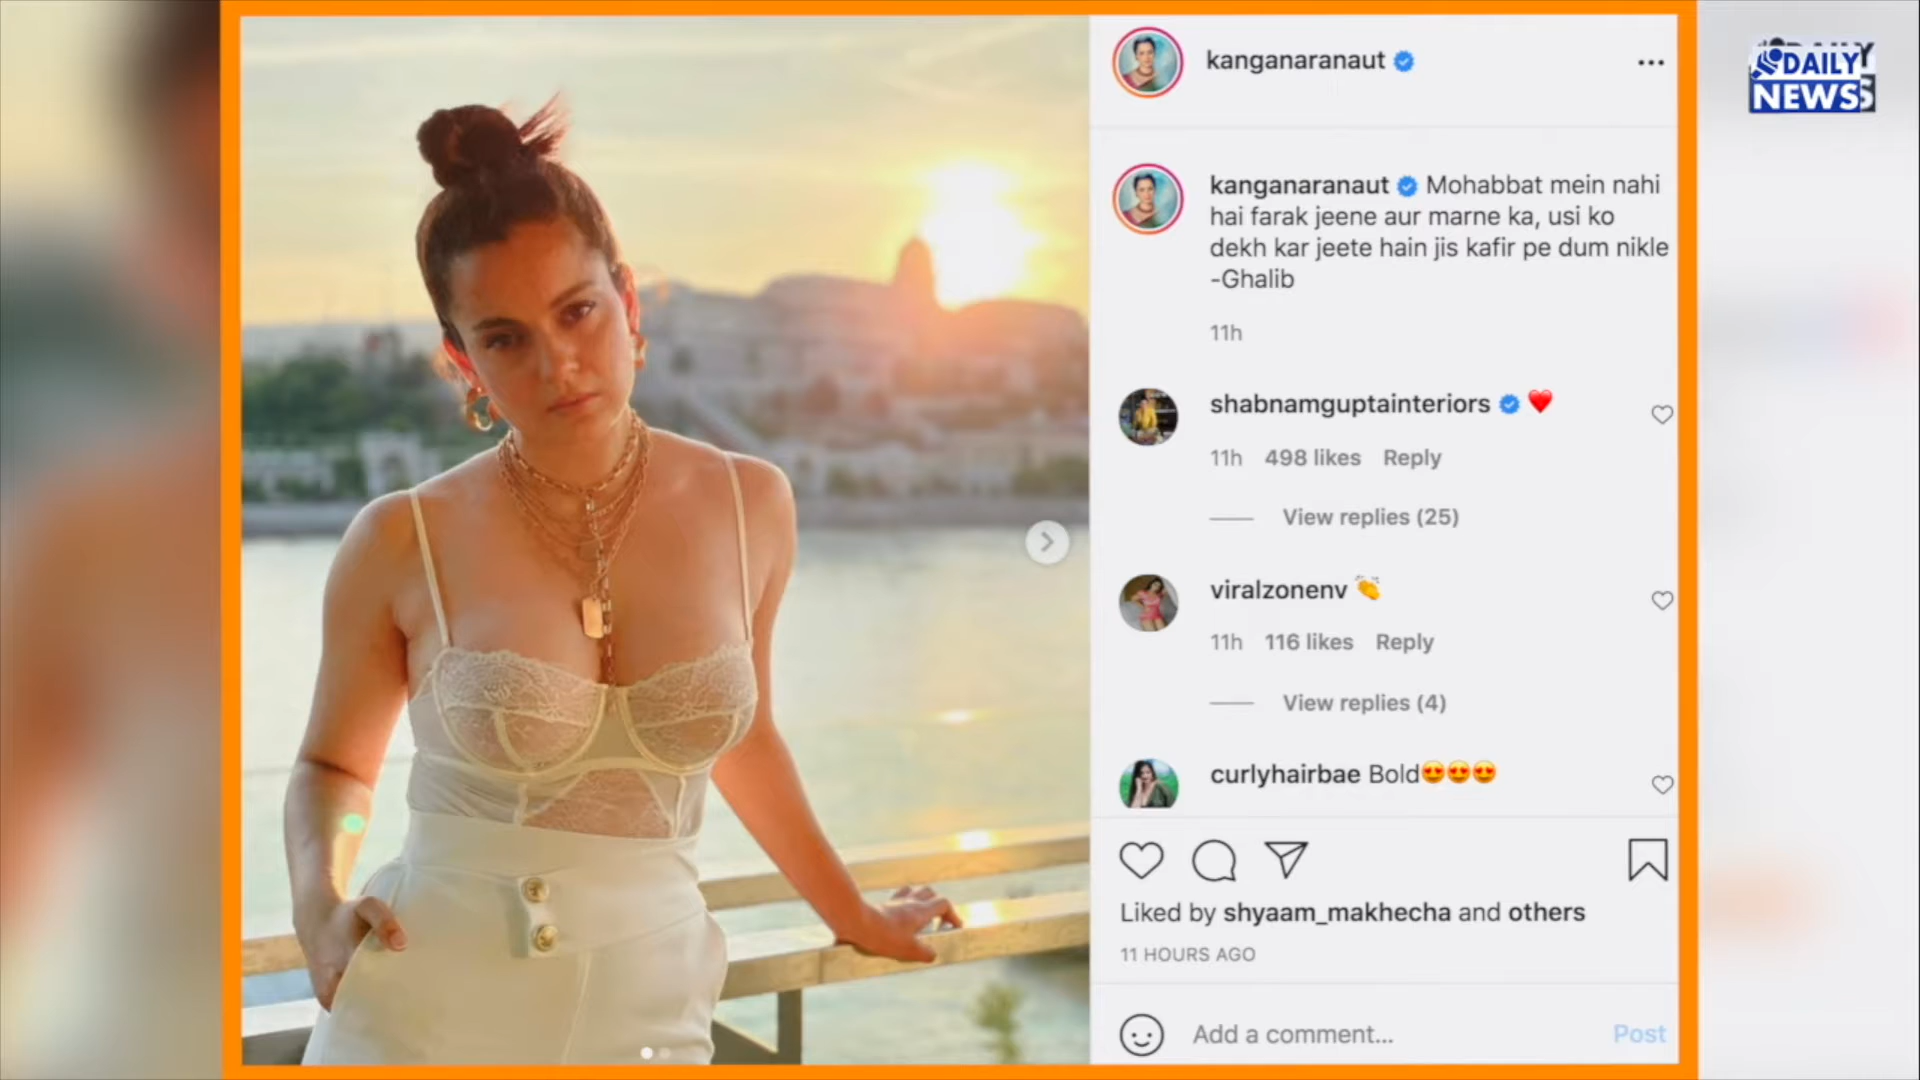 kanganaranaut
kanganaranaut Mohabbat mein nahi
hai farak jeene aur marne ka, usi ko
dekh kar jeete hain jis kafir pe dum nikle
-Ghalib
11h
shabnamguptainteriors ❤️
11h 498 likes Reply
View replies (25)
viralzonenv 👏
11h 116 likes Reply
View replies (4)
curlyhairbae Bold😍😍😍
Liked by shyaam_makhecha and others
11 HOURS AGO
Add a comment... Post
DAILY
NEWS